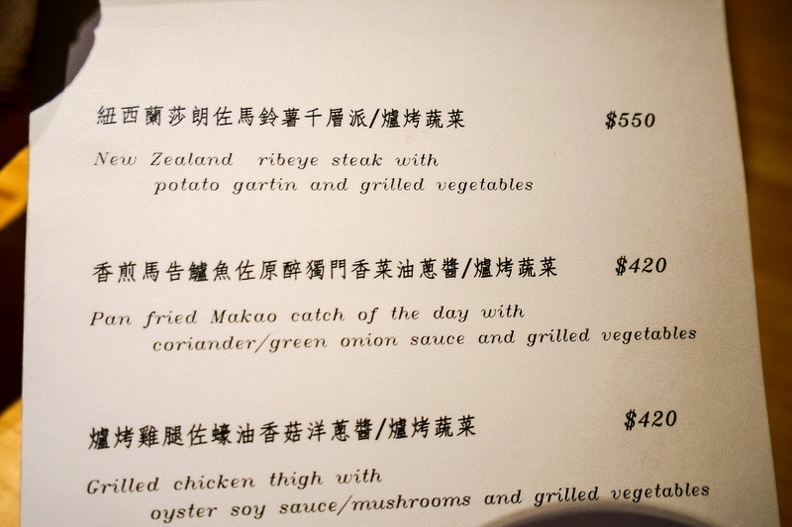 紐西蘭莎朗佐馬鈴薯千層派/爐烤蔬菜 $550
New Zealand ribeye steak with
potato gartin and grilled vegetables
香煎馬告鱸魚佐原醉獨門香菜油蔥醬/爐烤蔬菜 $420
Pan fried Makao catch of the day with
coriander/green onion sauce and grilled vegetables
爐烤雞腿佐蠔油香菇洋蔥醬/爐烤蔬菜 $420
Grilled chicken thigh with
oyster soy sauce/mushrooms and grilled vegetables